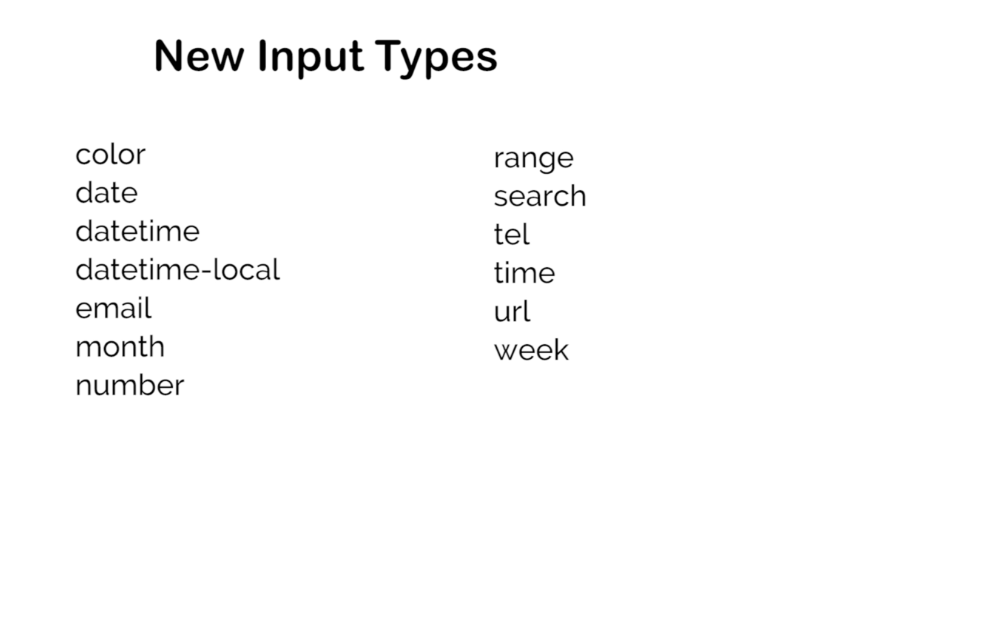 New Input Types
color
date
datetime
datetime-local
email
month
number
range
search
tel
time
url
week